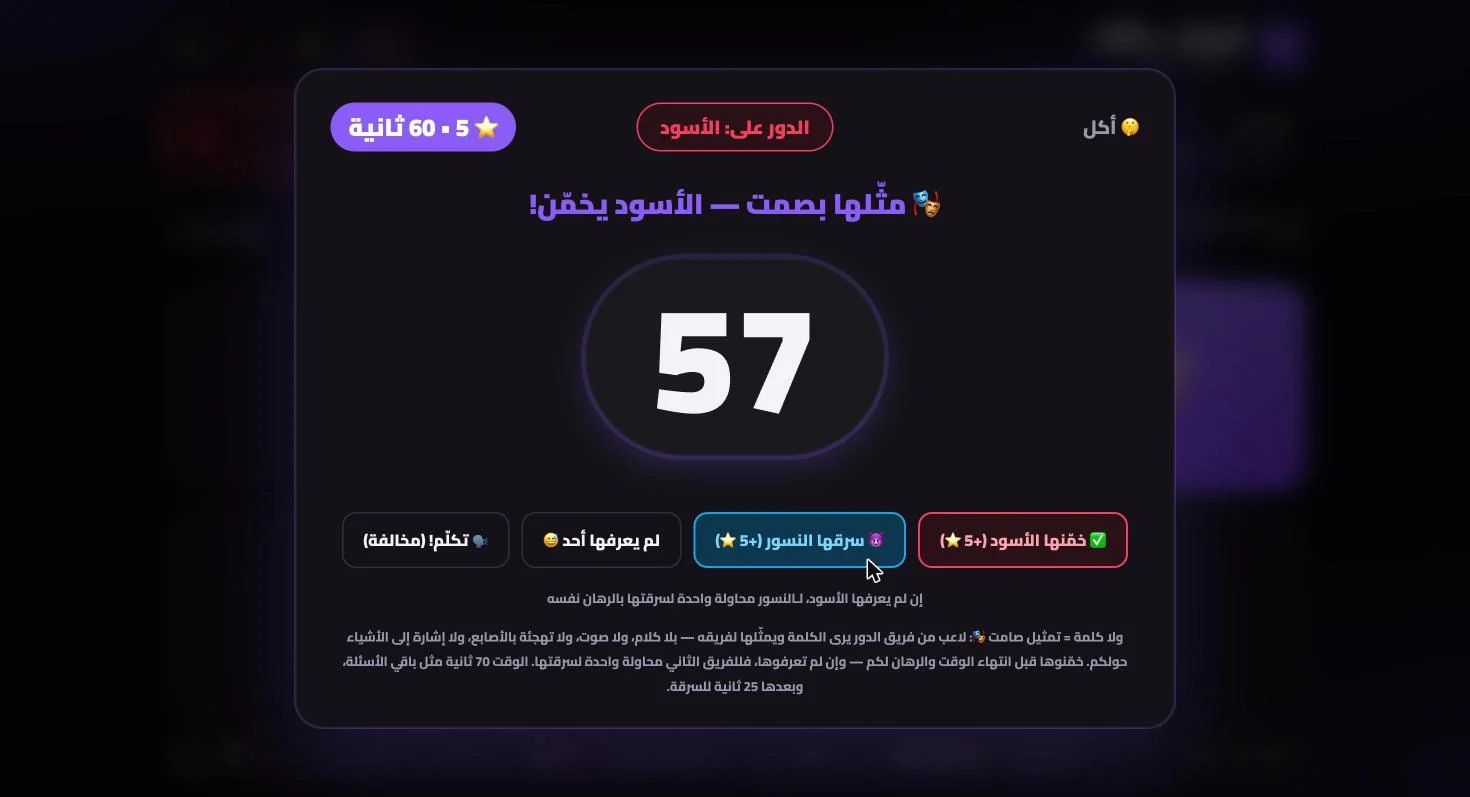 🤫 أكل
الدور على: الأسود
⭐ 5 • 60 ثانية
🎭 مثّلها بصمت — الأسود يخمّن!
57
✅ خمّنها الأسود (+5 ⭐)
😈 سرقها النسور (+5 ⭐)
لم يعرفها أحد 😅
🗣️ تكلّم! (مخالفة)
إن لم يعرفها الأسود، لـالنسور محاولة واحدة لسرقتها بالرهان نفسه
ولا كلمة = تمثيل صامت 🎭: لاعب من فريق الدور يرى الكلمة ويمثّلها لفريقه — بلا كلام، ولا صوت، ولا تهجئة بالأصابع، ولا إشارة إلى الأشياء
حولكم. خمّنوها قبل انتهاء الوقت والرهان لكم — وإن لم تعرفوها، فللفريق الثاني محاولة واحدة لسرقتها. الوقت 70 ثانية مثل باقي الأسئلة،
وبعدها 25 ثانية للسرقة.